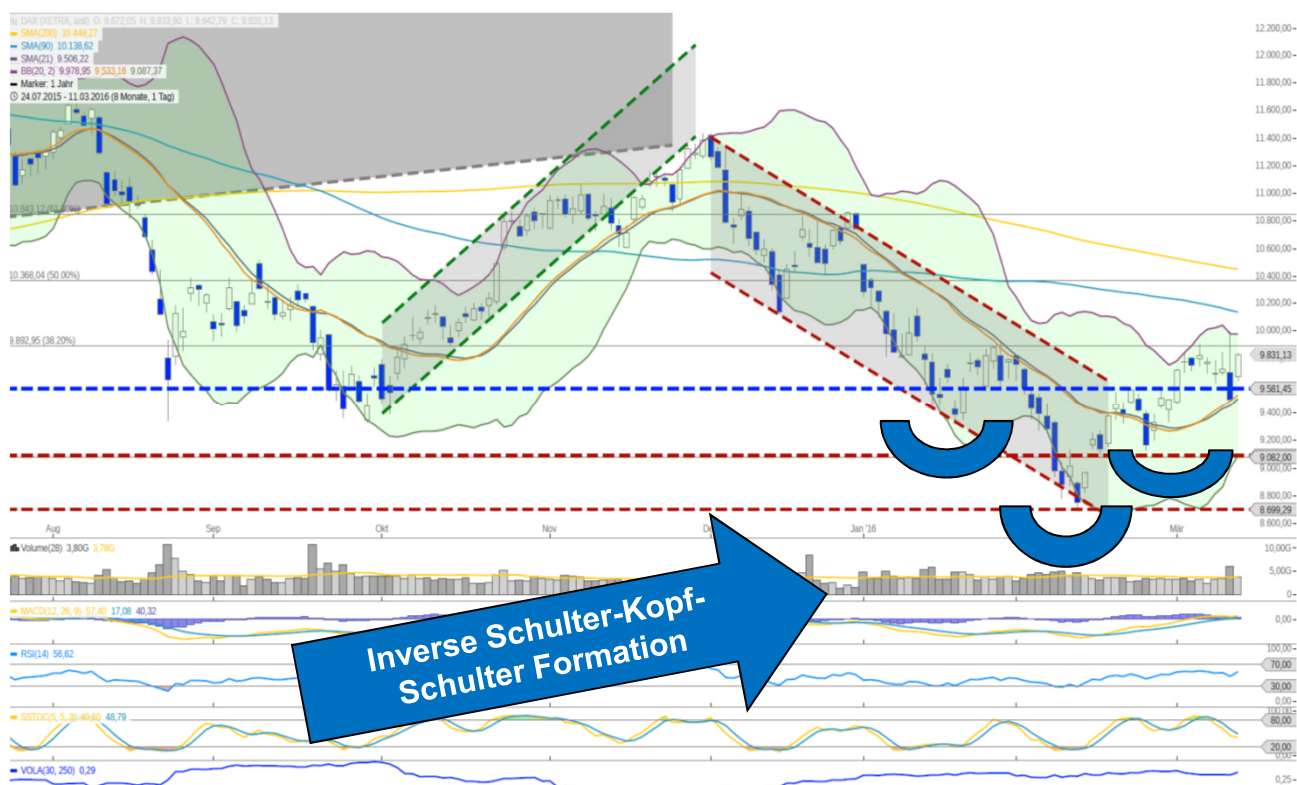 DAX (XETRA, last) O: 9.672,05 H: 9.833,90 L: 9.642,79 C: 9.831,13
SMA(200) 10.449,27
SMA(90) 10.138,62
SMA(21) 9.506,22
BB(20, 2) 9.978,95 9.533,16 9.087,37
Marker: 1 Jahr
24.07.2015 - 11.03.2016 (8 Monate, 1 Tag)
12.200,00
12.000,00
11.800,00
11.600,00
11.400,00
11.200,00
11.000,00
10.800,00
10.600,00
10.400,00
10.200,00
10.000,00
9.831,13
9.581,45
9.400,00
9.200,00
9.082,00
9.000,00
8.800,00
8.699,29
8.600,00
10.368,04 (50.00%)
9.892,95 (38.20%)
Aug Sep Okt Nov Jan '16 Mär
Volume(28) 3,80G 3,78G
10,00G
5,00G
0
MACD(12, 26, 9) 57,40 17,08 40,32
0,00
RSI(14) 56,62
100,00
70,00
30,00
0,00
Inverse Schulter-Kopf-
Schulter Formation
48,79
80,00
20,00
VOLA(30, 250) 0,29
0,25